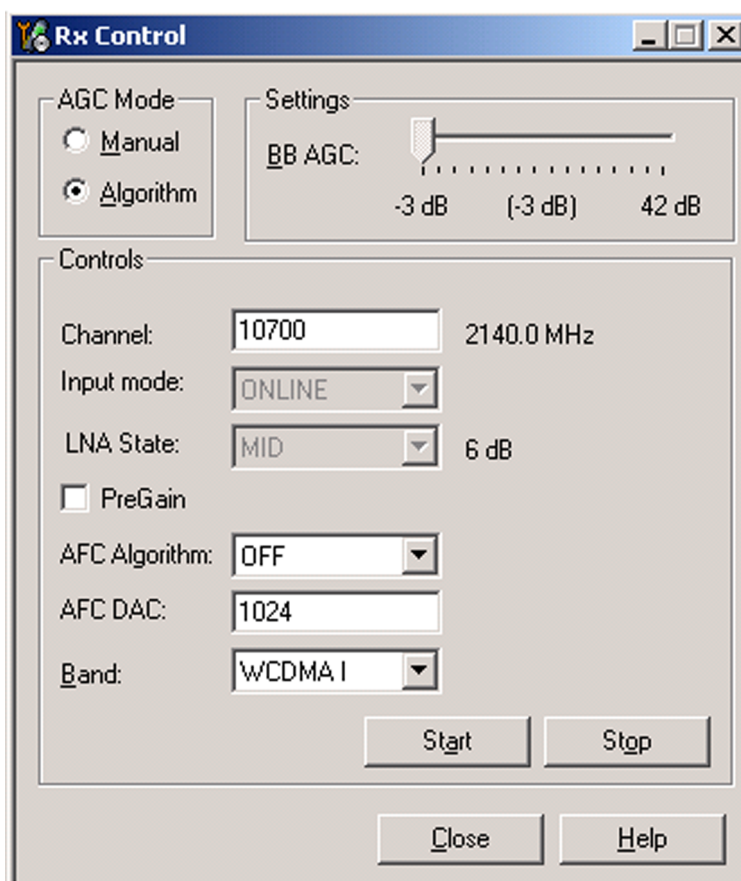 Rx Control
AGC Mode
Manual
Algorithm
Settings
BB AGC:
-3 dB (-3 dB) 42 dB
Controls
Channel: 10700 2140.0 MHz
Input mode: ONLINE
LNA State: MID 6 dB
PreGain
AFC Algorithm: OFF
AFC DAC: 1024
Band: WCDMA I
Start Stop
Close Help